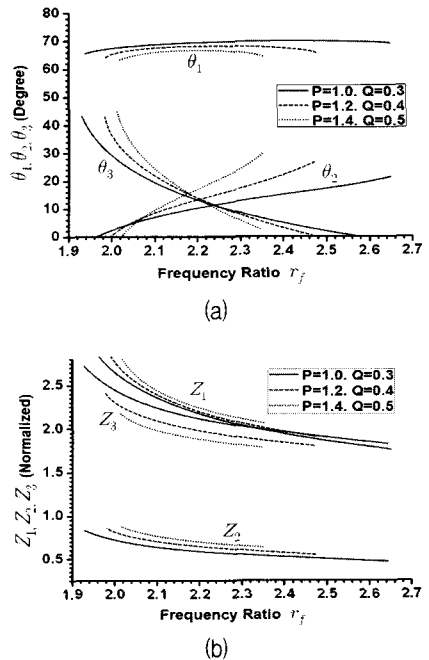 θ₁, θ₂, θ₃ (Degree)
90
80
70
60
50
40
30
20
10
0
θ₁
P=1.0. Q=0.3
P=1.2. Q=0.4
P=1.4. Q=0.5
θ₃
θ₂
1.9 2.0 2.1 2.2 2.3 2.4 2.5 2.6 2.7
Frequency Ratio r_f
(a)
Z₁, Z₂, Z₃ (Normalized)
2.5
2.0
1.5
1.0
0.5
Z₁
P=1.0. Q=0.3
P=1.2. Q=0.4
P=1.4. Q=0.5
Z₃
Z₂
1.9 2.0 2.1 2.2 2.3 2.4 2.5 2.6 2.7
Frequency Ratio r_f
(b)